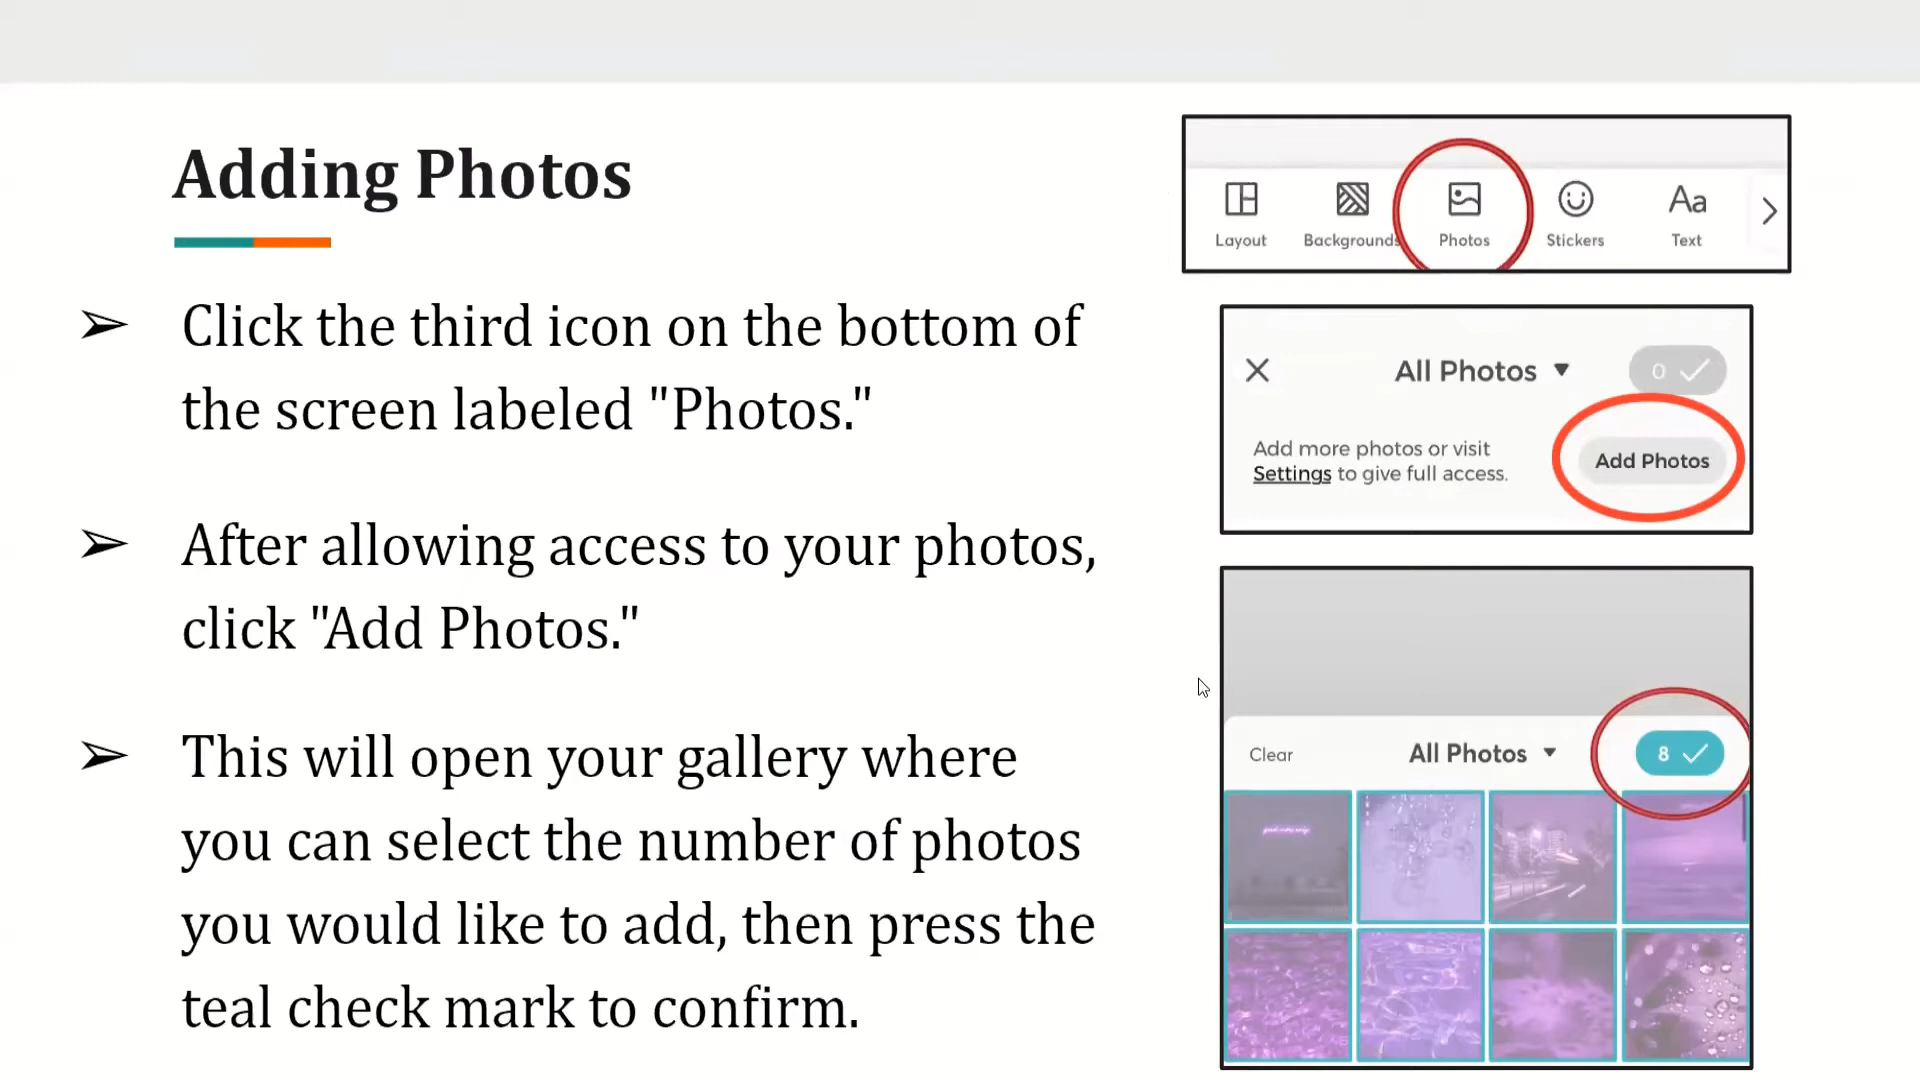 Adding Photos
➢ Click the third icon on the bottom of
the screen labeled "Photos."
➢ After allowing access to your photos,
click "Add Photos."
➢ This will open your gallery where
you can select the number of photos
you would like to add, then press the
teal check mark to confirm.
Layout Backgrounds Photos Stickers Aa Text
All Photos 0
Add more photos or visit
Settings to give full access.
Add Photos
Clear All Photos 8